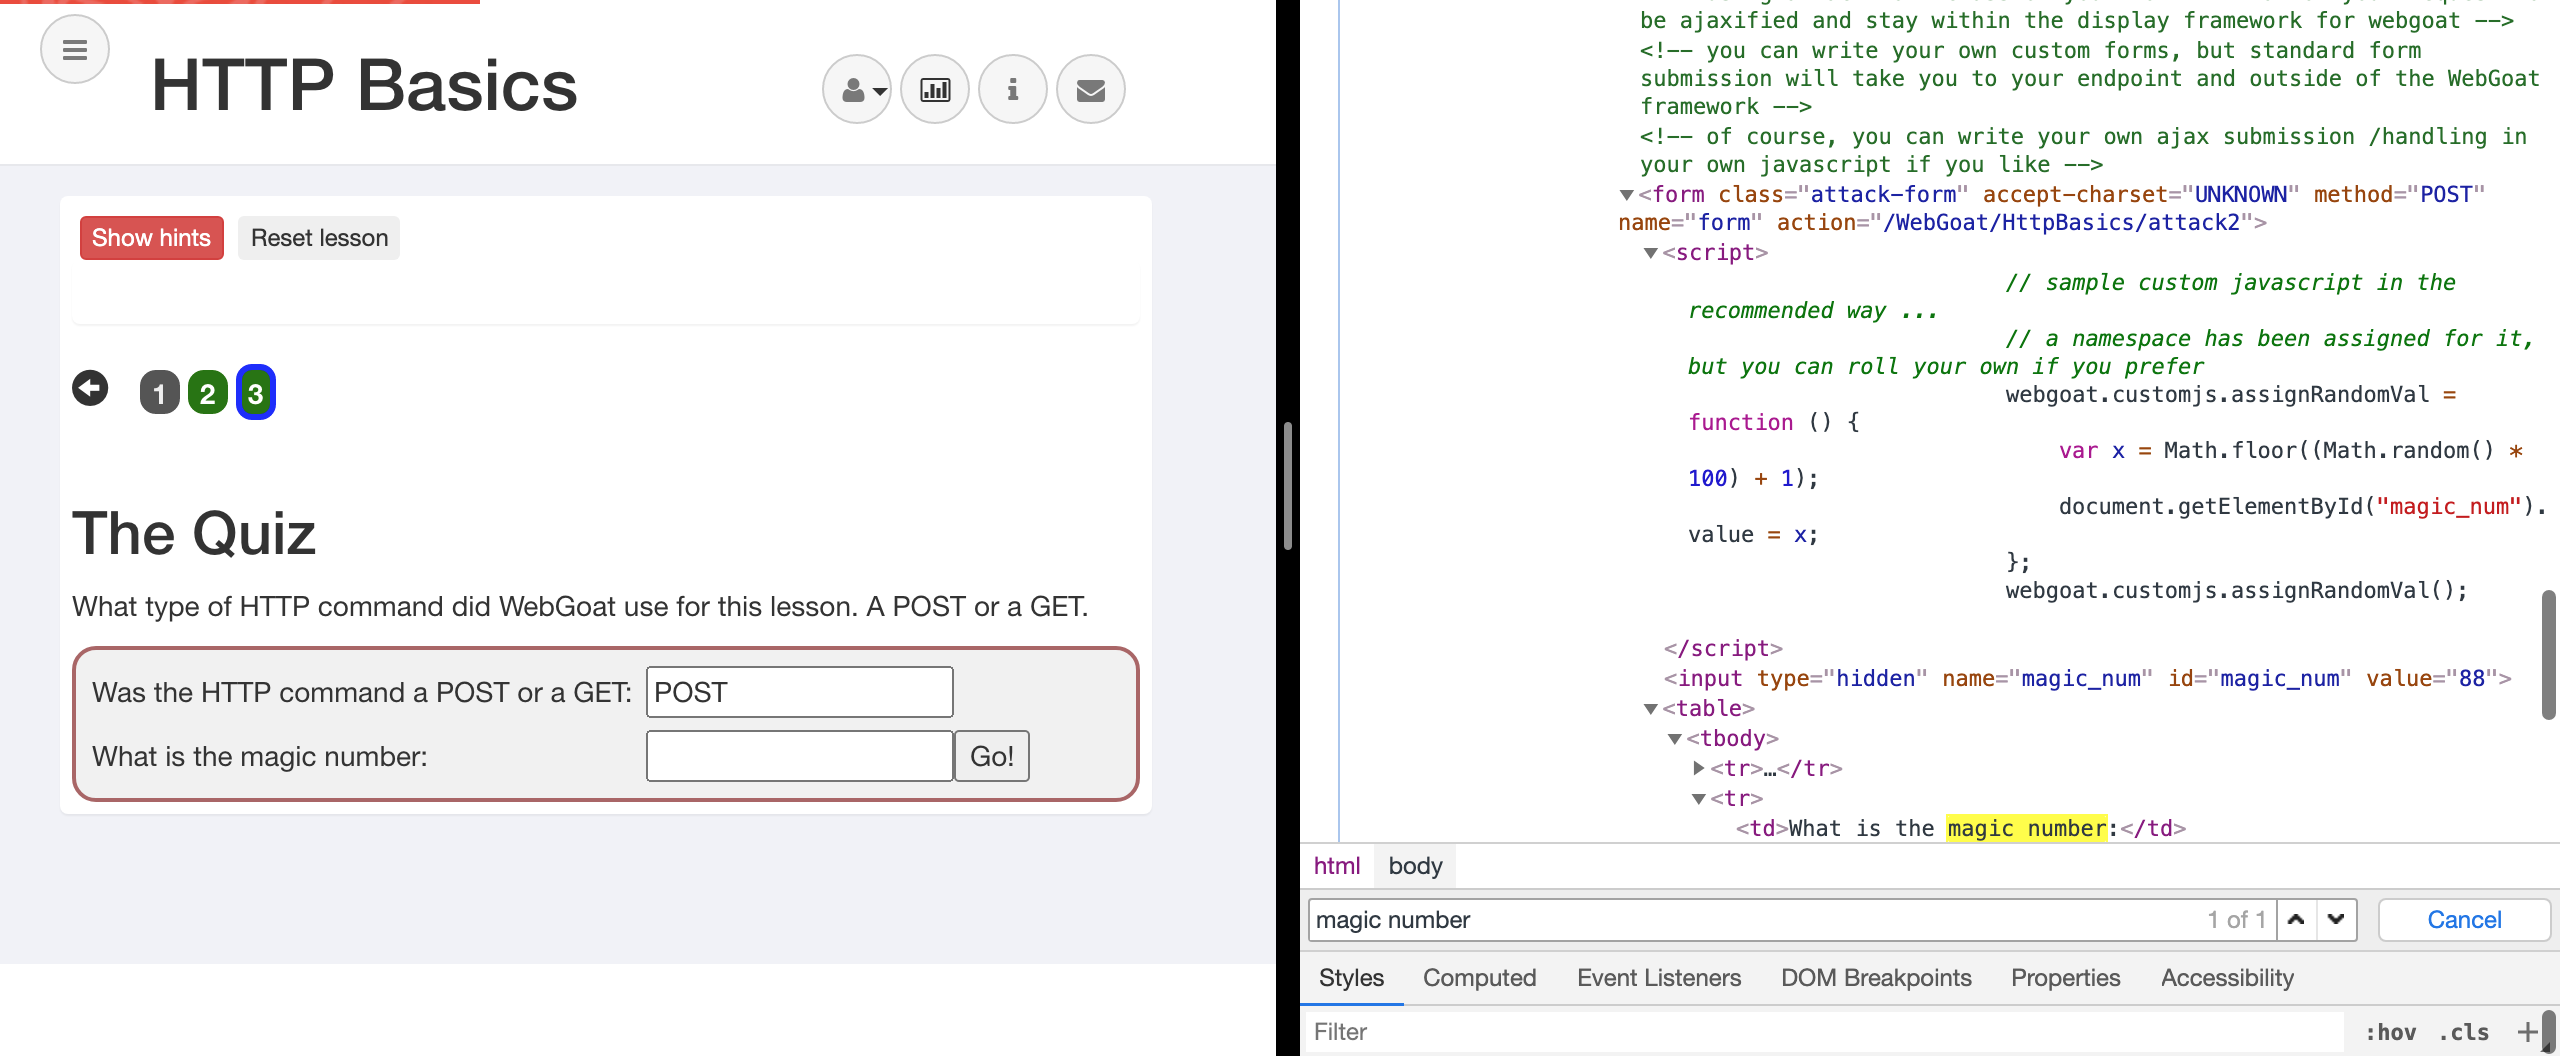 HTTP Basics
Show hints
Reset lesson
1
2
3
The Quiz
What type of HTTP command did WebGoat use for this lesson. A POST or a GET.
Was the HTTP command a POST or a GET: POST
What is the magic number: Go!
be ajaxified and stay within the display framework for webgoat -->
<!-- you can write your own custom forms, but standard form
submission will take you to your endpoint and outside of the WebGoat
framework -->
<!-- of course, you can write your own ajax submission /handling in
your own javascript if you like -->
▼<form class="attack-form" accept-charset="UNKNOWN" method="POST"
name="form" action="/WebGoat/HttpBasics/attack2">
▼<script>
// sample custom javascript in the
recommended way ...
// a namespace has been assigned for it,
but you can roll your own if you prefer
webgoat.customjs.assignRandomVal =
function () {
var x = Math.floor((Math.random() *
100) + 1);
document.getElementById("magic_num").
value = x;
};
webgoat.customjs.assignRandomVal();
</script>
<input type="hidden" name="magic_num" id="magic_num" value="88">
▼<table>
▼<tbody>
▶<tr>…</tr>
▼<tr>
<td>What is the magic number:</td>
html body
magic number 1 of 1 Cancel
Styles Computed Event Listeners DOM Breakpoints Properties Accessibility
Filter :hov .cls +